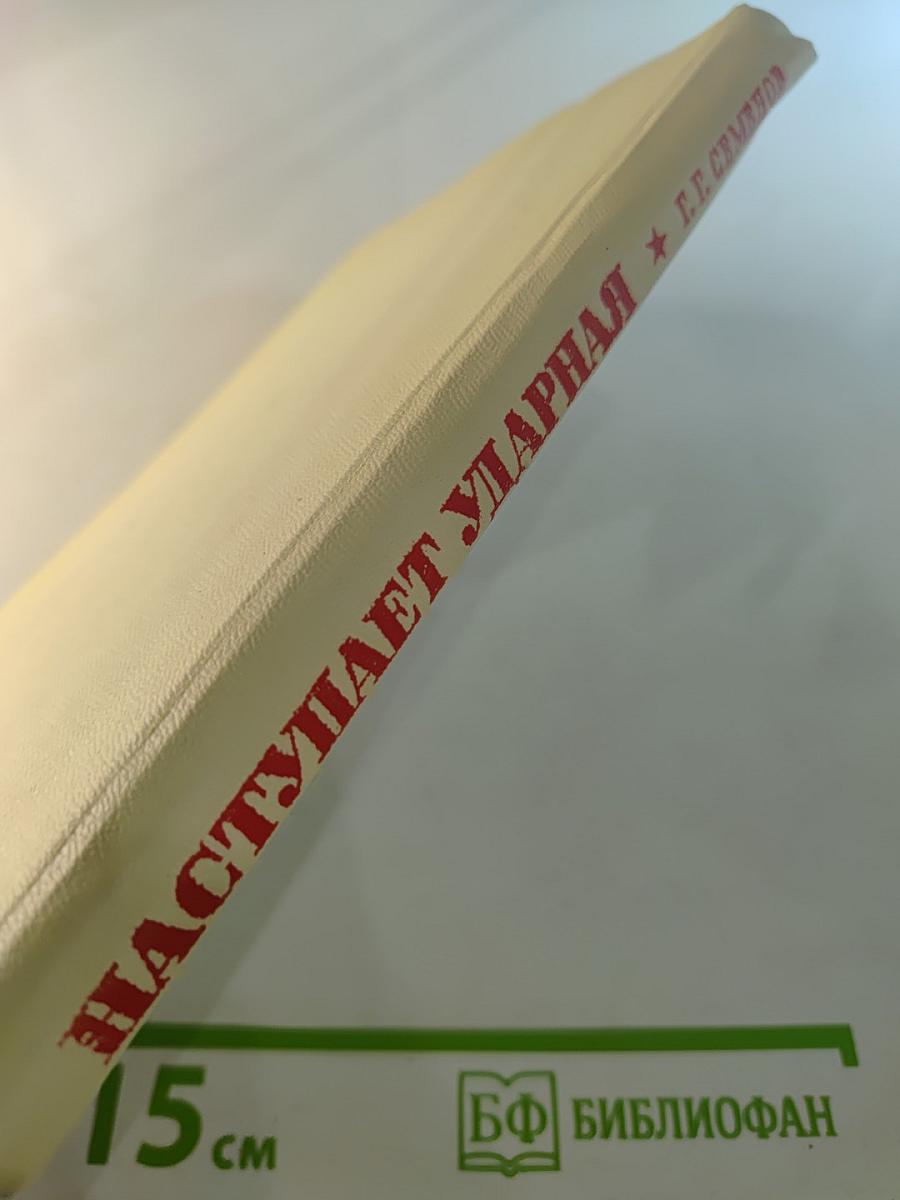 НАСТУПАЕТ УДАРНАЯ ★ Г. Г. СЕМЕНОВ
15 см
БФ БИБЛИОФАН